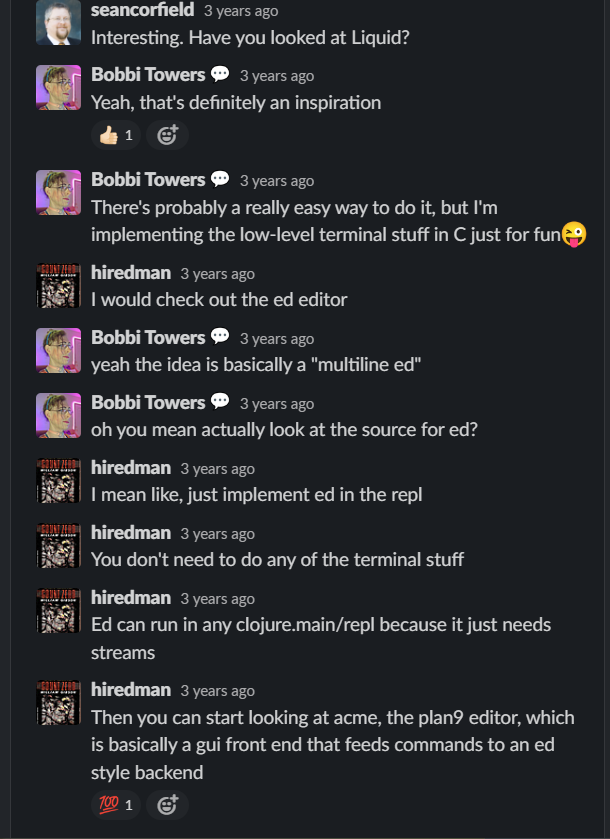 seancorfield 3 years ago
Interesting. Have you looked at Liquid?
Bobbi Towers 💬 3 years ago
Yeah, that's definitely an inspiration
👍🏻 1
Bobbi Towers 💬 3 years ago
There's probably a really easy way to do it, but I'm
implementing the low-level terminal stuff in C just for fun😜
hiredman 3 years ago
I would check out the ed editor
Bobbi Towers 💬 3 years ago
yeah the idea is basically a "multiline ed"
Bobbi Towers 💬 3 years ago
oh you mean actually look at the source for ed?
hiredman 3 years ago
I mean like, just implement ed in the repl
hiredman 3 years ago
You don't need to do any of the terminal stuff
hiredman 3 years ago
Ed can run in any clojure.main/repl because it just needs
streams
hiredman 3 years ago
Then you can start looking at acme, the plan9 editor, which
is basically a gui front end that feeds commands to an ed
style backend
💯 1